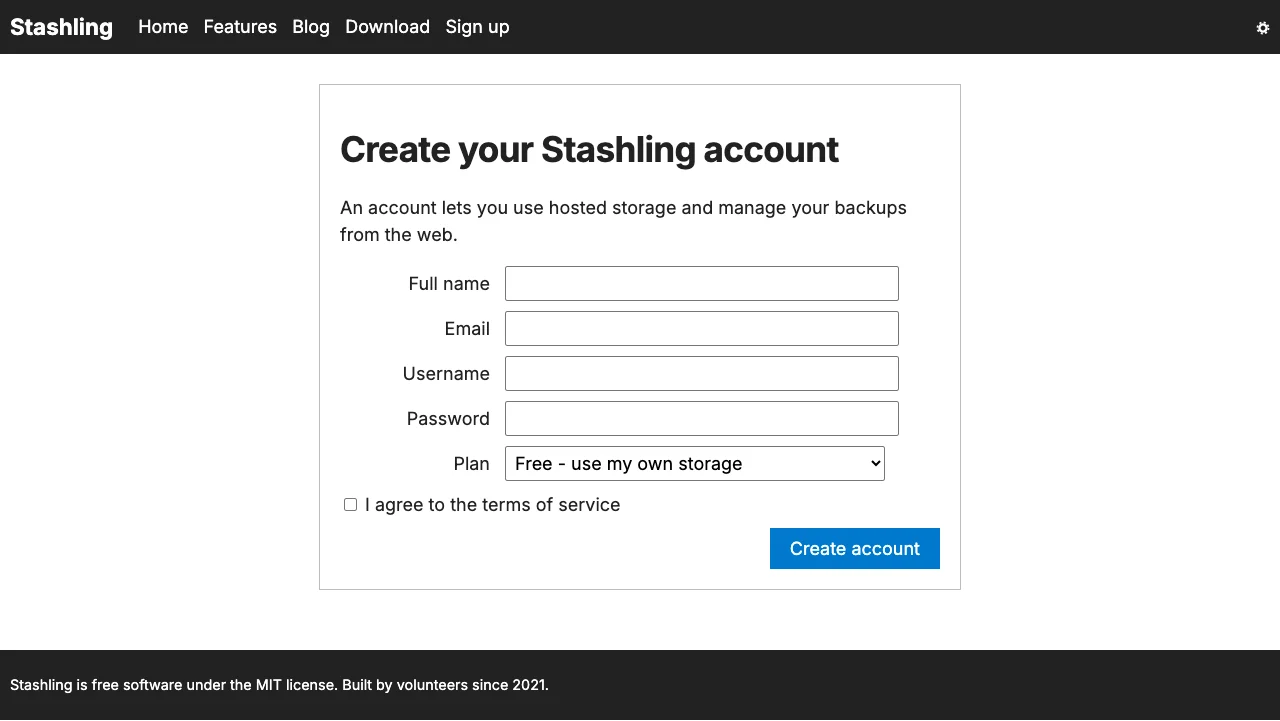 Stashling Home Features Blog Download Sign up
Create your Stashling account
An account lets you use hosted storage and manage your backups
from the web.
Full name
Email
Username
Password
Plan Free - use my own storage
I agree to the terms of service
Create account
Stashling is free software under the MIT license. Built by volunteers since 2021.